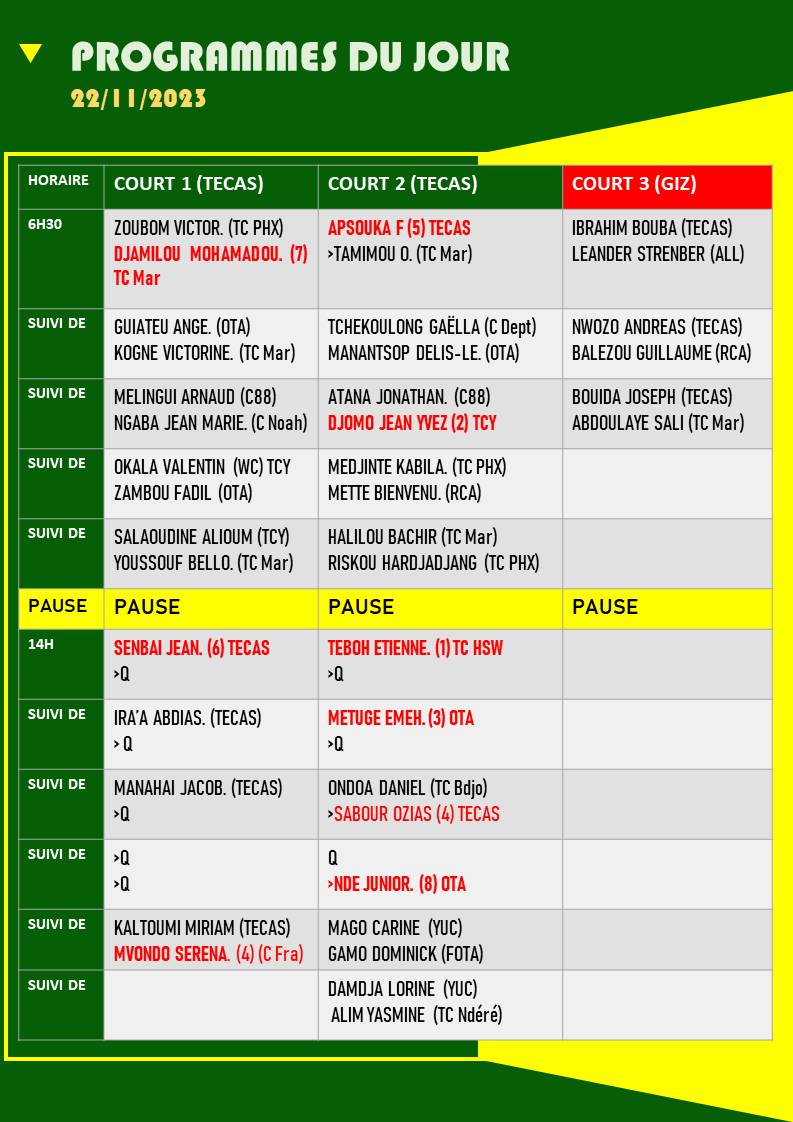 PROGRAMMES DU JOUR
22/11/2023
HORAIRE COURT 1 (TECAS) COURT 2 (TECAS) COURT 3 (GIZ)
6H30 ZOUBOM VICTOR. (TC PHX) APSOUKA F (5) TECAS IBRAHIM BOUBA (TECAS)
DJAMILOU MOHAMADOU. (7) >TAMIMOU O. (TC Mar) LEANDER STRENBER (ALL)
TC Mar
SUIVI DE GUIATEU ANGE. (OTA) TCHEKOULONG GAËLLA (C Dept) NWOZO ANDREAS (TECAS)
KOGNE VICTORINE. (TC Mar) MANANTSOP DELIS-LE. (OTA) BALEZOU GUILLAUME (RCA)
SUIVI DE MELINGUI ARNAUD (C88) ATANA JONATHAN. (C88) BOUIDA JOSEPH (TECAS)
NGABA JEAN MARIE. (C Noah) DJOMO JEAN YVEZ (2) TCY ABDOULAYE SALI (TC Mar)
SUIVI DE OKALA VALENTIN (WC) TCY MEDJINTE KABILA. (TC PHX)
ZAMBOU FADIL (OTA) METTE BIENVENU. (RCA)
SUIVI DE SALAOUDINE ALIOUM (TCY) HALILOU BACHIR (TC Mar)
YOUSSOUF BELLO. (TC Mar) RISKOU HARDJADJANG (TC PHX)
PAUSE PAUSE PAUSE PAUSE
14H SENBAI JEAN. (6) TECAS TEBOH ETIENNE. (1) TC HSW
>Q >Q
SUIVI DE IRA'A ABDIAS. (TECAS) METUGE EMEH. (3) OTA
> Q >Q
SUIVI DE MANAHAI JACOB. (TECAS) ONDOA DANIEL (TC Bdjo)
>Q >SABOUR OZIAS (4) TECAS
SUIVI DE >Q Q
>Q >NDE JUNIOR. (8) OTA
SUIVI DE KALTOUMI MIRIAM (TECAS) MAGO CARINE (YUC)
MVONDO SERENA. (4) (C Fra) GAMO DOMINICK (FOTA)
SUIVI DE DAMDJA LORINE (YUC)
ALIM YASMINE (TC Ndéré)